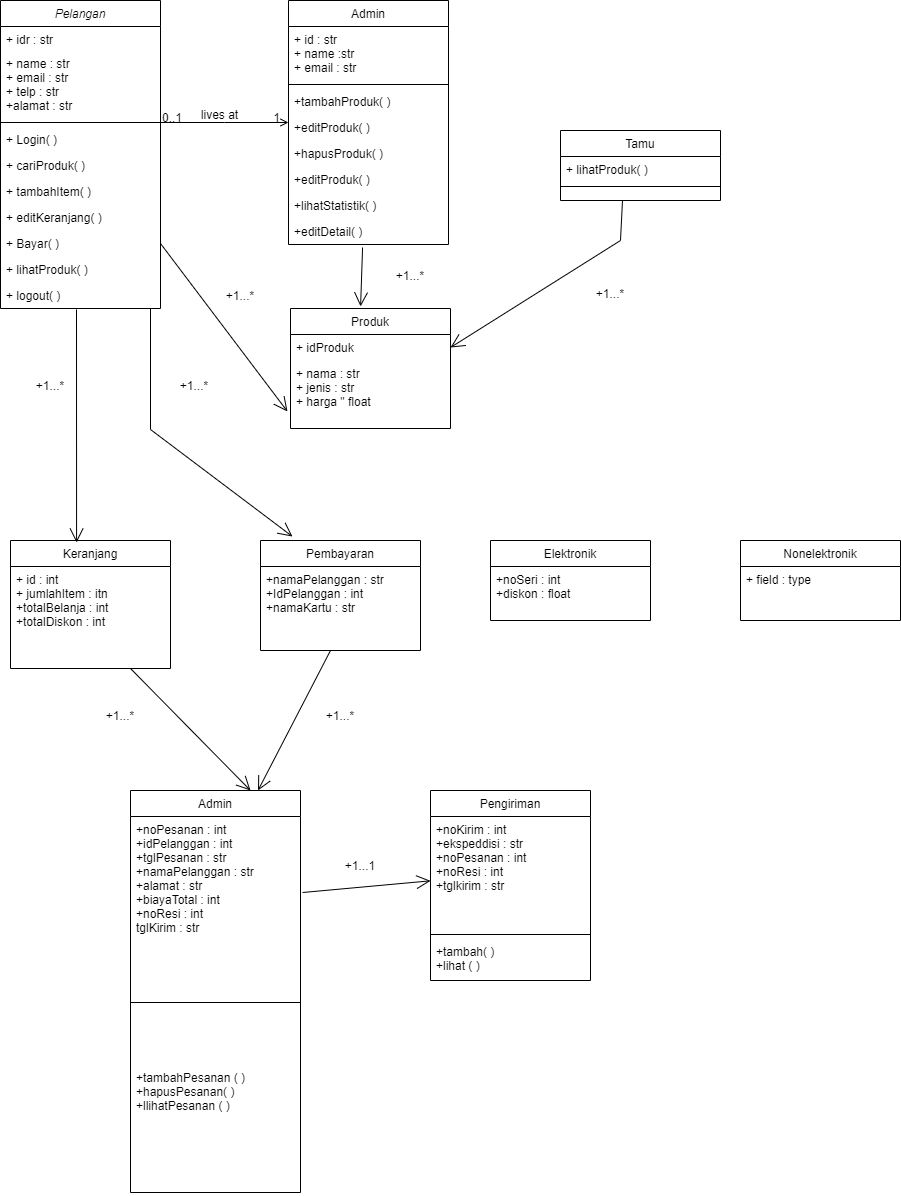 Pelangan
+ idr : str
+ name : str
+ email : str
+ telp : str
+alamat : str
+ Login( )
+ cariProduk( )
+ tambahItem( )
+ editKeranjang( )
+ Bayar( )
+ lihatProduk( )
+ logout( )
0..1
lives at
1
Admin
+ id : str
+ name :str
+ email : str
+tambahProduk( )
+editProduk( )
+hapusProduk( )
+editProduk( )
+lihatStatistik( )
+editDetail( )
Tamu
+ lihatProduk( )
+1...*
+1...*
+1...*
Produk
+ idProduk
+ nama : str
+ jenis : str
+ harga " float
+1...*
+1...*
Keranjang
+ id : int
+ jumlahItem : itn
+totalBelanja : int
+totalDiskon : int
Pembayaran
+namaPelanggan : str
+IdPelanggan : int
+namaKartu : str
Elektronik
+noSeri : int
+diskon : float
Nonelektronik
+ field : type
+1...*
+1...*
Admin
+noPesanan : int
+idPelanggan : int
+tglPesanan : str
+namaPelanggan : str
+alamat : str
+biayaTotal : int
+noResi : int
tglKirim : str
+tambahPesanan ( )
+hapusPesanan( )
+llihatPesanan ( )
+1...1
Pengiriman
+noKirim : int
+ekspeddisi : str
+noPesanan : int
+noResi : int
+tglkirim : str
+tambah( )
+lihat ( )